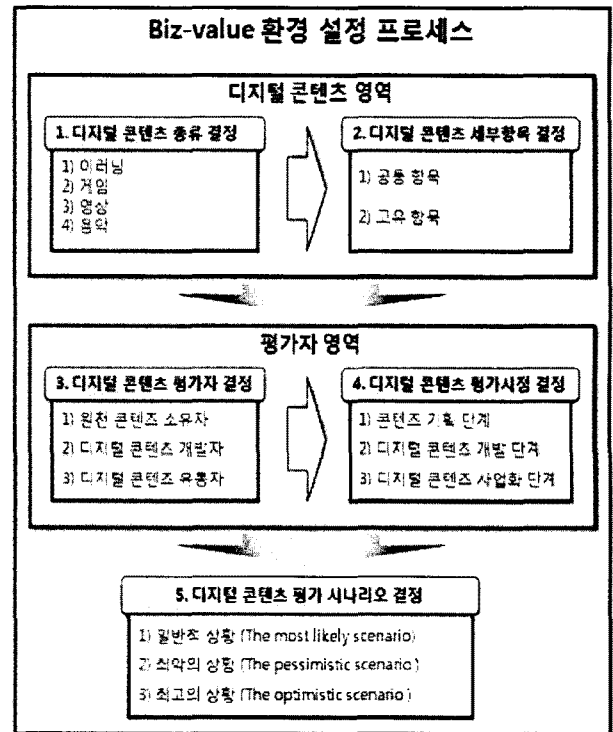 Biz-value 환경 설정 프로세스
디지털 콘텐츠 영역
1. 디지털 콘텐츠 종류 결정
1) 이러닝
2) 게임
3) 영상
4) 음악
2. 디지털 콘텐츠 세부항목 결정
1) 공통 항목
2) 고유 항목
평가자 영역
3. 디지털 콘텐츠 평가자 결정
1) 원천 콘텐츠 소유자
2) 디지털 콘텐츠 개발자
3) 디지털 콘텐츠 유통자
4. 디지털 콘텐츠 평가시점 결정
1) 콘텐츠 기획 단계
2) 디지털 콘텐츠 개발 단계
3) 디지털 콘텐츠 사업화 단계
5. 디지털 콘텐츠 평가 시나리오 결정
1) 일반적 상황 (The most likely scenario)
2) 최악의 상황 (The pessimistic scenario)
3) 최고의 상황 (The optimistic scenario)